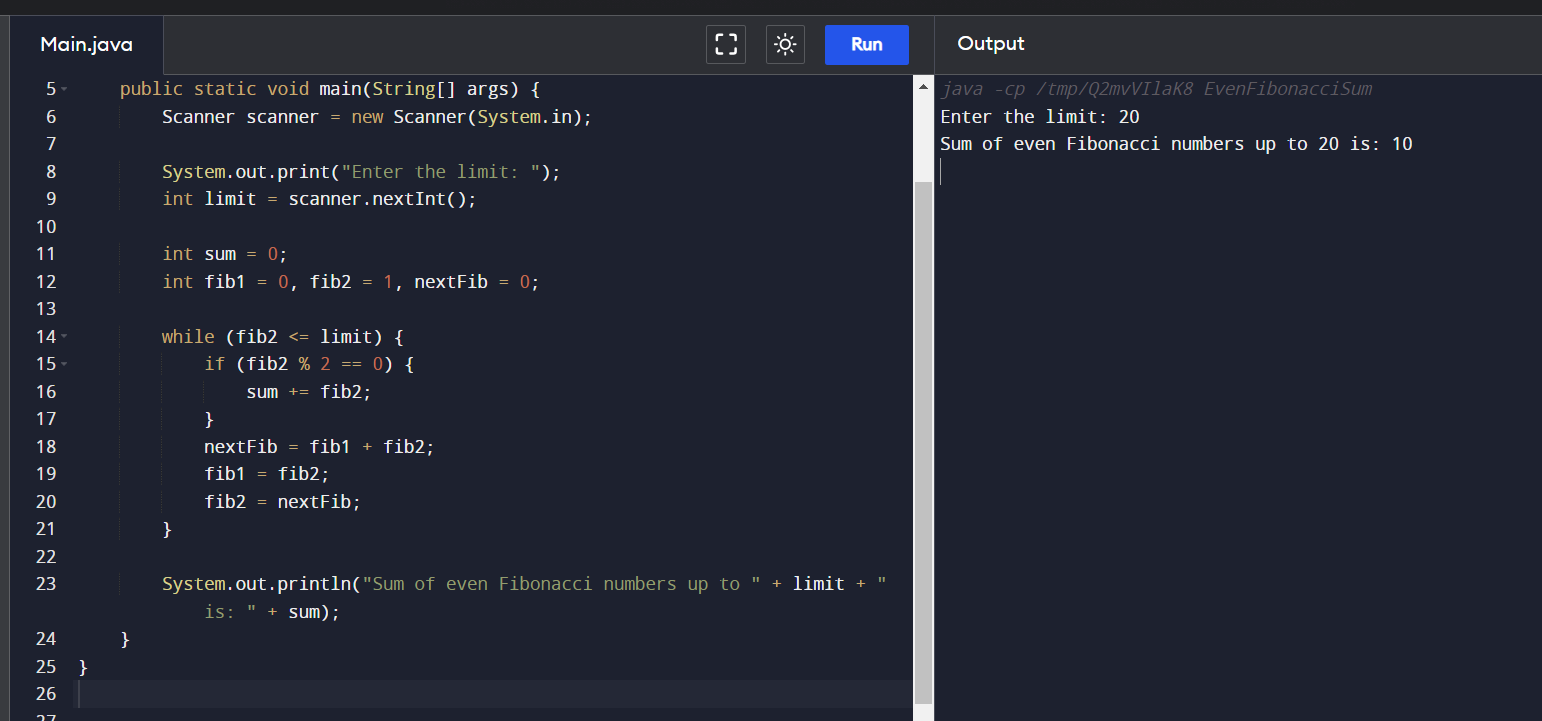 Main.java
Run
Output
5 public static void main(String[] args) {
6 Scanner scanner = new Scanner(System.in);
7
8 System.out.print("Enter the limit: ");
9 int limit = scanner.nextInt();
10
11 int sum = 0;
12 int fib1 = 0, fib2 = 1, nextFib = 0;
13
14 while (fib2 <= limit) {
15 if (fib2 % 2 == 0) {
16 sum += fib2;
17 }
18 nextFib = fib1 + fib2;
19 fib1 = fib2;
20 fib2 = nextFib;
21 }
22
23 System.out.println("Sum of even Fibonacci numbers up to " + limit + "
is: " + sum);
24 }
25 }
26
27
java -cp /tmp/Q2mvVIlaK8 EvenFibonacciSum
Enter the limit: 20
Sum of even Fibonacci numbers up to 20 is: 10